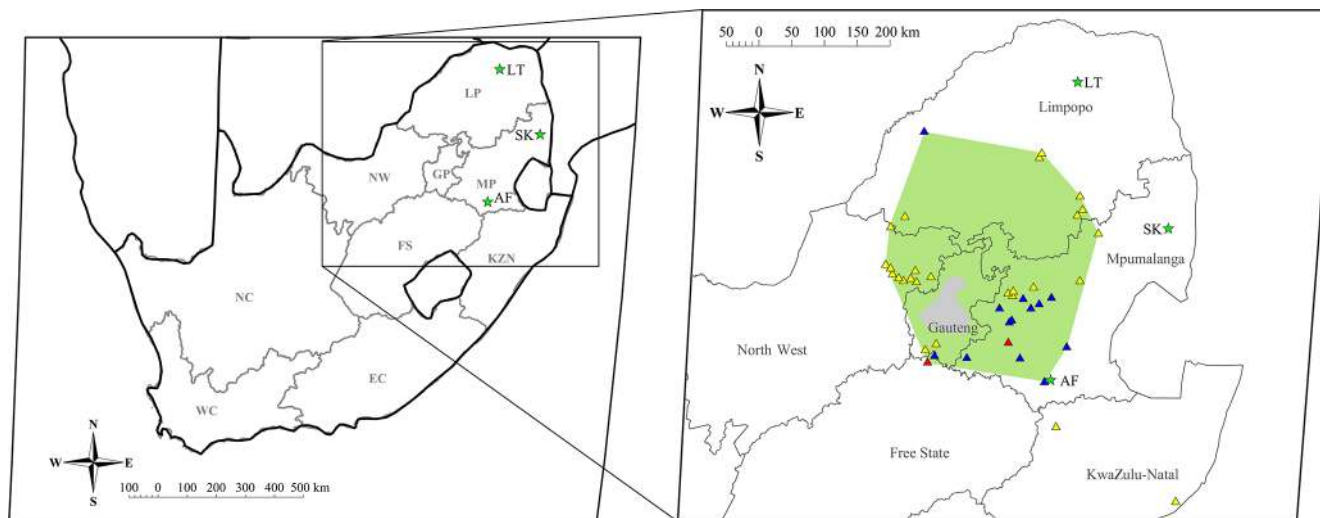 LT
LP
SK
NW
GP
MP
AF
FS
KZN
NC
EC
WC
N
W E
S
100 0 100 200 300 400 500 km
50 0 50 100 150 200 km
N
W E
S
LT
Limpopo
SK
Mpumalanga
Gauteng
North West
AF
Free State
KwaZulu-Natal